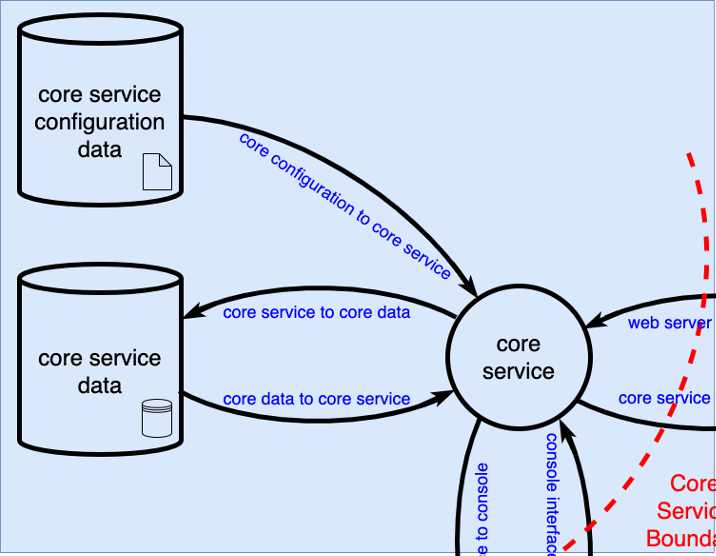 core service
configuration
data
core configuration to core service
core service to core data
core service
data
core data to core service
core
service
web server
core service
to console
console interface
Core
Servic
Bounda